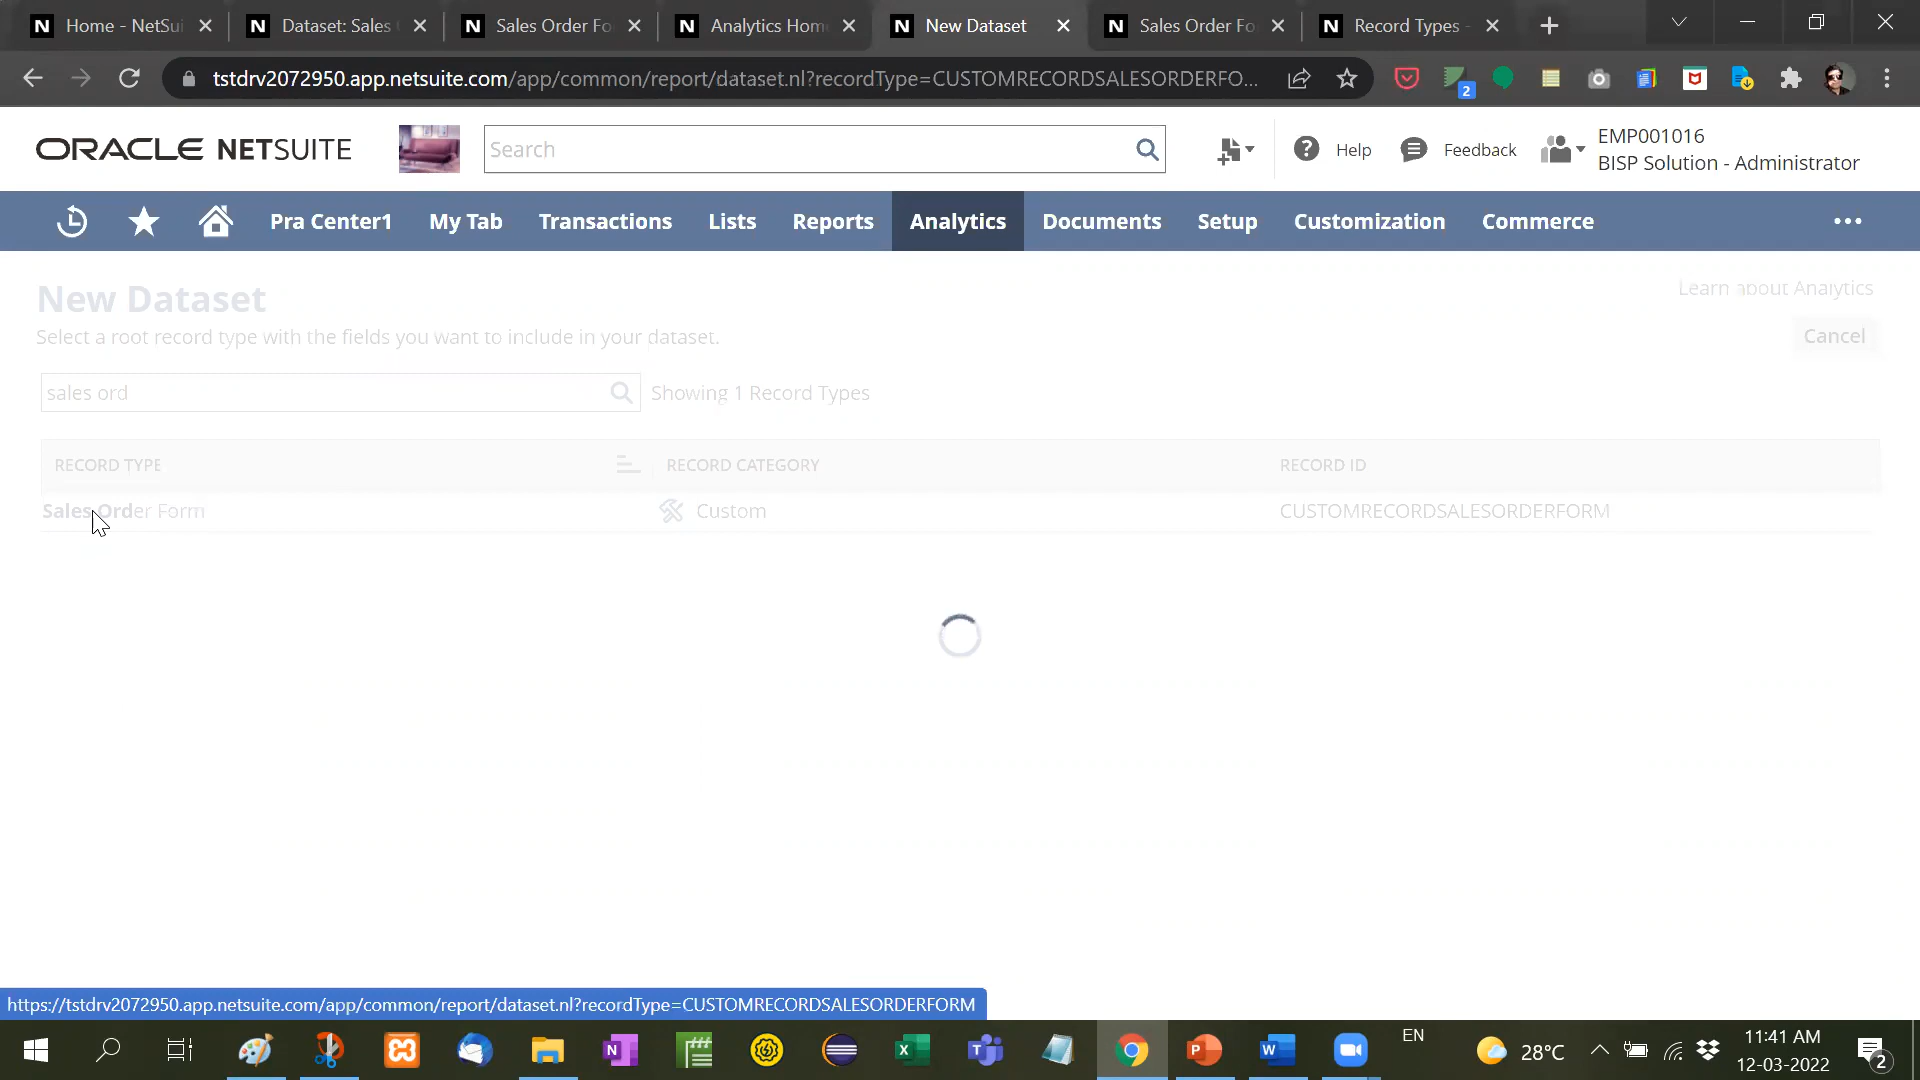 Home - NetSui
Dataset: Sales
Sales Order Fo
Analytics Hom
New Dataset
Sales Order Fo
Record Types -
tstdrv2072950.app.netsuite.com/app/common/report/dataset.nl?recordType=CUSTOMRECORDSALESORDERFO...
2
ORACLE NETSUITE
Search
Help
Feedback
EMP001016
BISP Solution - Administrator
Pra Center1
My Tab
Transactions
Lists
Reports
Analytics
Documents
Setup
Customization
Commerce
New Dataset
Learn about Analytics
Select a root record type with the fields you want to include in your dataset.
Cancel
sales ord
Showing 1 Record Types
RECORD TYPE
RECORD CATEGORY
RECORD ID
Sales Order Form
Custom
CUSTOMRECORDSALESORDERFORM
https://tstdrv2072950.app.netsuite.com/app/common/report/dataset.nl?recordType=CUSTOMRECORDSALESORDERFORM
EN
28°C
11:41 AM
12-03-2022
2